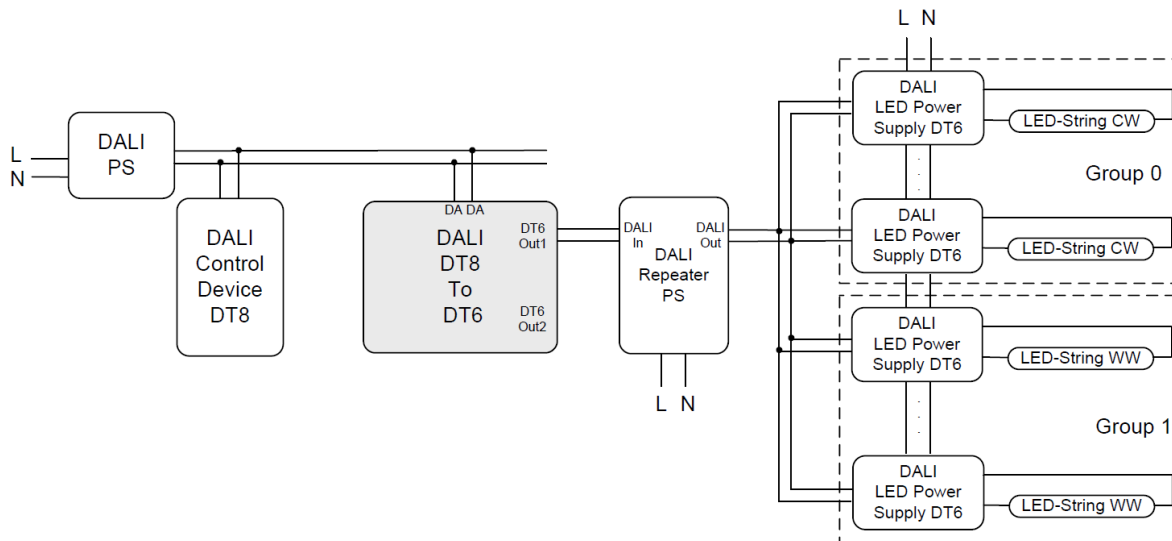 L N
DALI
LED Power
Supply DT6
LED-String CW
Group 0
DALI
LED Power
Supply DT6
LED-String CW
DALI
PS
L
N
DALI
Control
Device
DT8
DA DA
DALI
DT8
To
DT6
DT6
Out1
DT6
Out2
DALI
In
DALI
Out
DALI
Repeater
PS
L N
DALI
LED Power
Supply DT6
LED-String WW
Group 1
DALI
LED Power
Supply DT6
LED-String WW